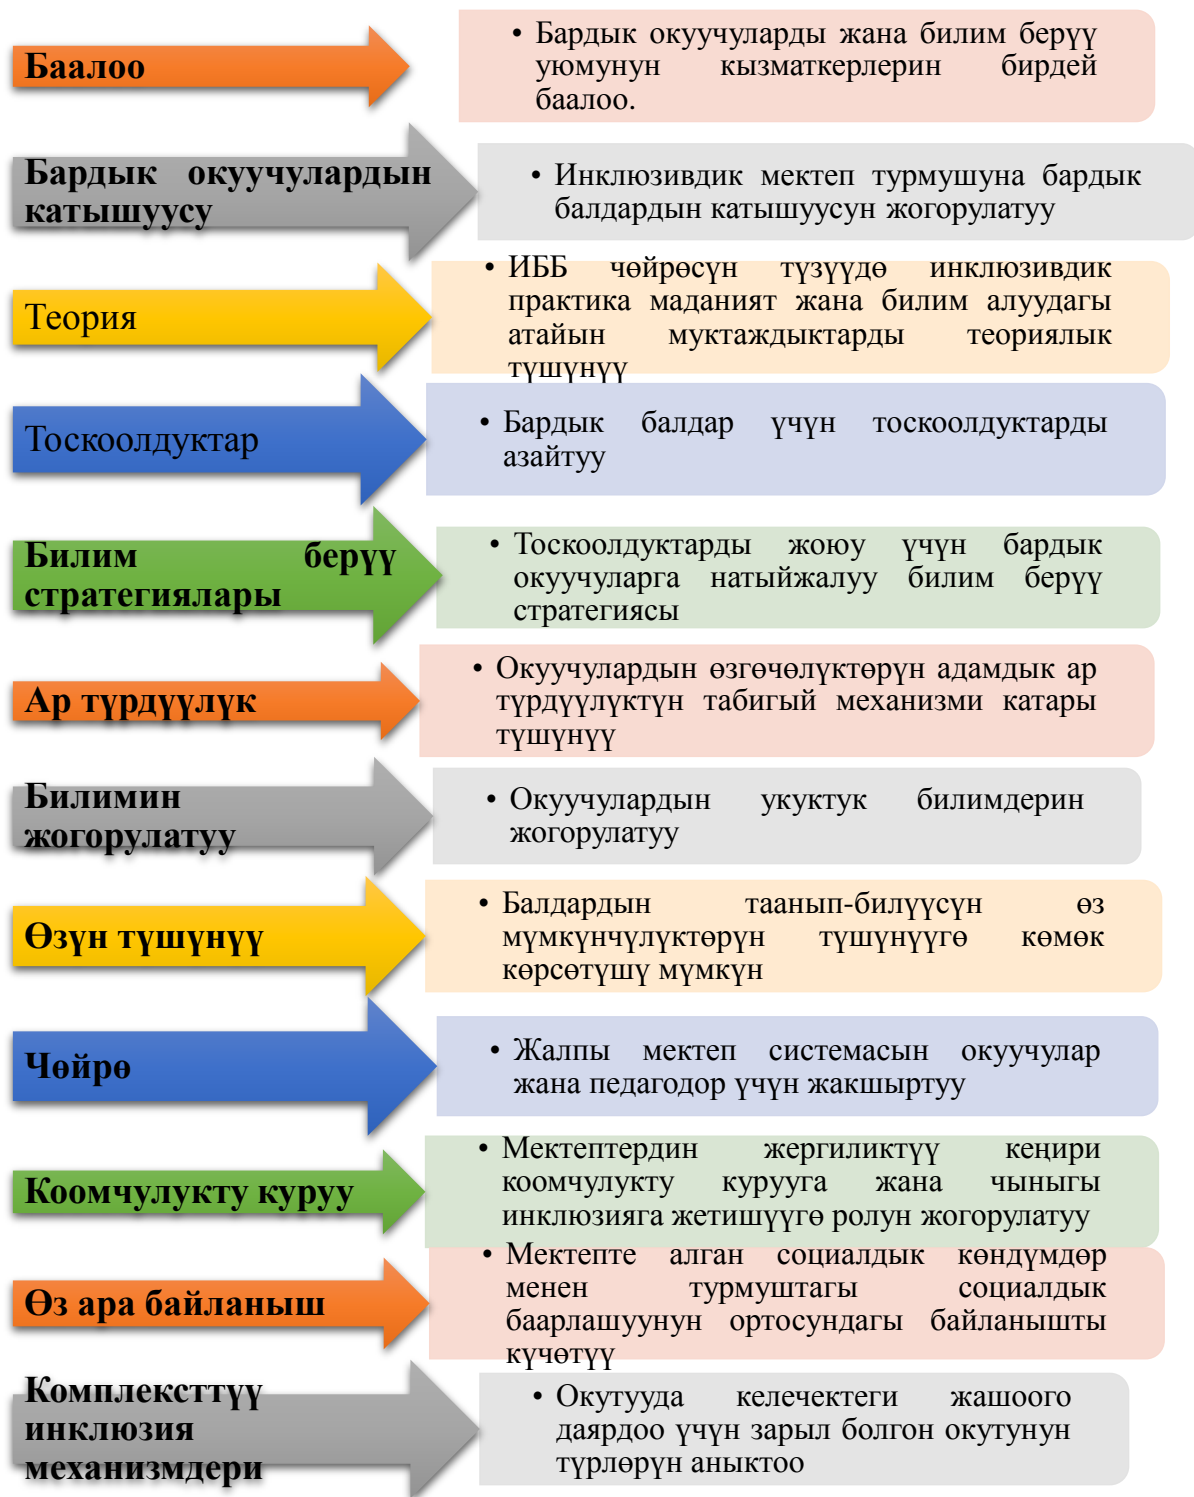 Баалоо
• Бардык окуучуларды жана билим берүү
уюмунун кызматкерлерин бирдей
баалоо.
Бардык окуучулардын
катышуусу
• Инклюзивдик мектеп турмушуна бардык
балдардын катышуусун жогорулатуу
Теория
• ИББ чөйрөсүн түзүүдө инклюзивдик
практика маданият жана билим алуудагы
атайын муктаждыктарды теориялык
түшүнүү
Тоскоолдуктар
• Бардык балдар үчүн тоскоолдуктарды
азайтуу
Билим берүү
стратегиялары
• Тоскоолдуктарды жоюу үчүн бардык
окуучуларга натыйжалуу билим берүү
стратегиясы
Ар түрдүүлүк
• Окуучулардын өзгөчөлүктөрүн адамдык ар
түрдүүлүктүн табигый механизми катары
түшүнүү
Билимин
жогорулатуу
• Окуучулардын укуктук билимдерин
жогорулатуу
Өзүн түшүнүү
• Балдардын таанып-билүүсүн өз
мүмкүнчүлүктөрүн түшүнүүгө көмөк
көрсөтүшү мүмкүн
Чөйрө
• Жалпы мектеп системасын окуучулар
жана педагодор үчүн жакшыртуу
Коомчулукту куруу
• Мектептердин жергиликтүү кеңири
коомчулукту курууга жана чыныгы
инклюзияга жетишүүгө ролун жогорулатуу
Өз ара байланыш
• Мектепте алган социалдык көндүмдөр
менен турмуштагы социалдык
баарлашуунун ортосундагы байланышты
күчөтүү
Комплексттүү
инклюзия
механизмдери
• Окутууда келечектеги жашоого
даярдоо үчүн зарыл болгон окутунун
түрлөрүн аныктоо